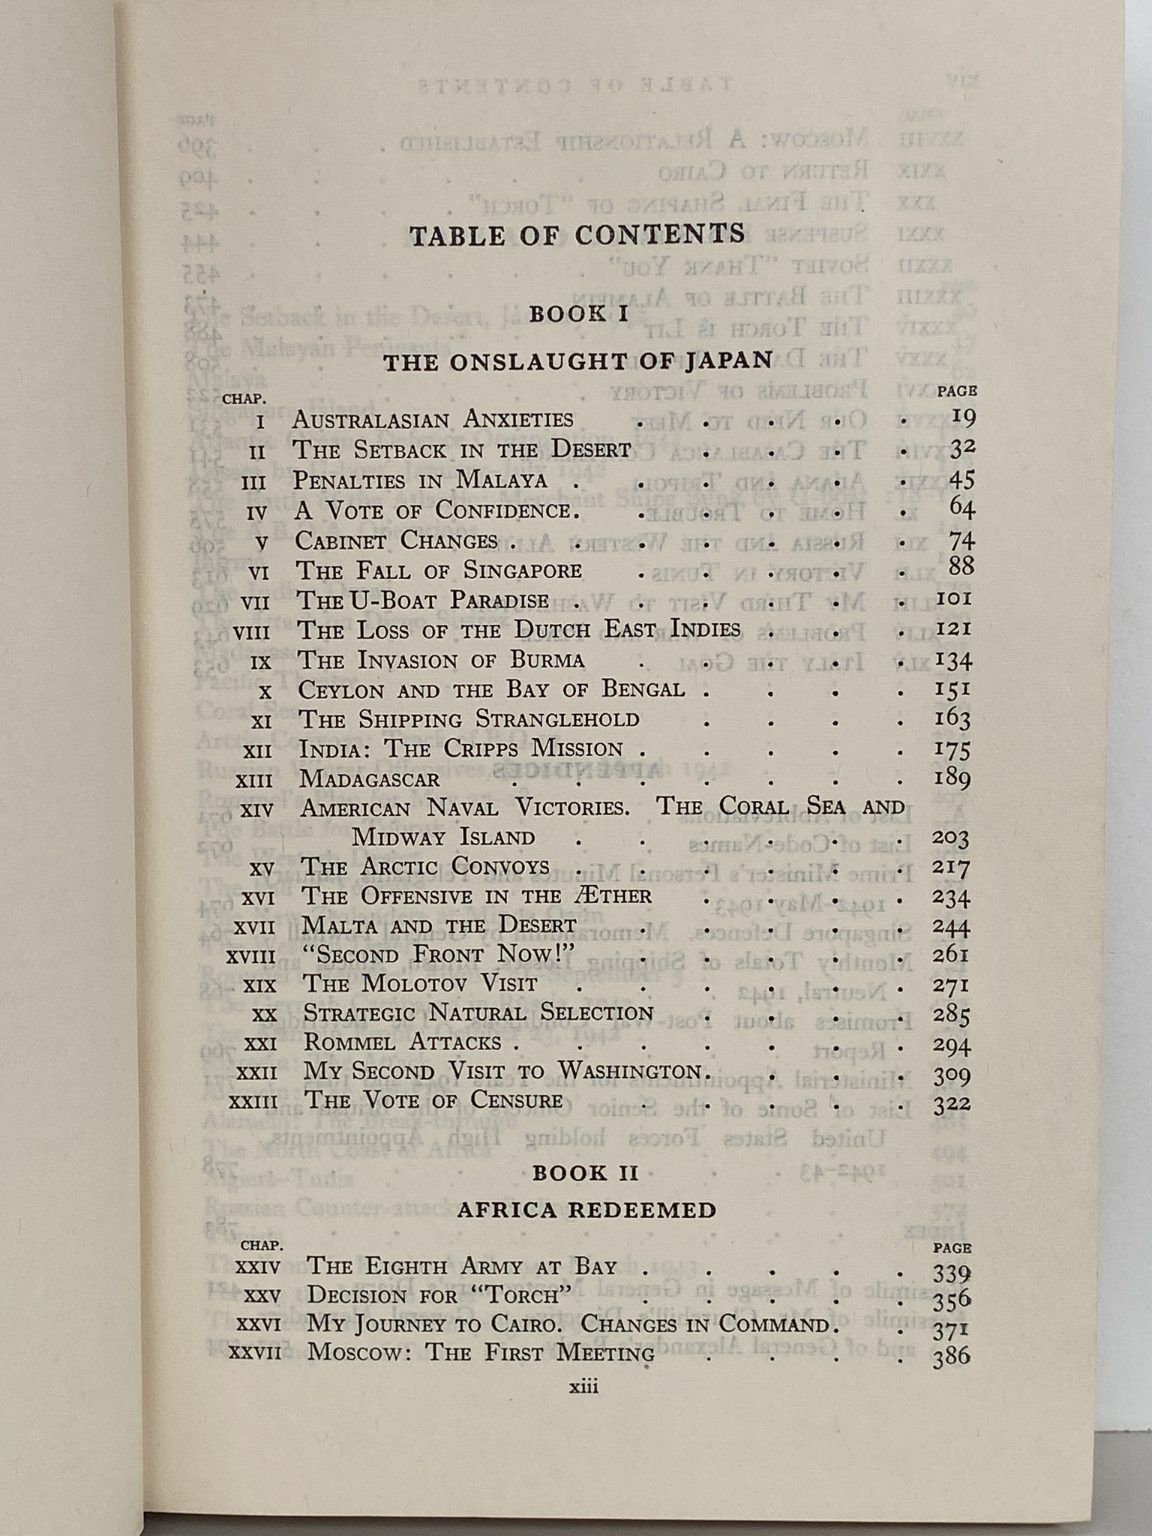 TABLE OF CONTENTS
BOOK I
THE ONSLAUGHT OF JAPAN
CHAP. PAGE
I AUSTRALASIAN ANXIETIES . . . . . 19
II THE SETBACK IN THE DESERT . . . . 32
III PENALTIES IN MALAYA . . . . . . 45
IV A VOTE OF CONFIDENCE. . . . . . 64
V CABINET CHANGES . . . . . . . 74
VI THE FALL OF SINGAPORE . . . . . 88
VII THE U-BOAT PARADISE . . . . . . 101
VIII THE LOSS OF THE DUTCH EAST INDIES . . . 121
IX THE INVASION OF BURMA . . . . . 134
X CEYLON AND THE BAY OF BENGAL . . . . 151
XI THE SHIPPING STRANGLEHOLD . . . . 163
XII INDIA: THE CRIPPS MISSION . . . . . 175
XIII MADAGASCAR . . . . . . . 189
XIV AMERICAN NAVAL VICTORIES. THE CORAL SEA AND
MIDWAY ISLAND . . . . . . 203
XV THE ARCTIC CONVOYS . . . . . . 217
XVI THE OFFENSIVE IN THE ÆTHER . . . . 234
XVII MALTA AND THE DESERT . . . . . 244
XVIII "SECOND FRONT NOW!" . . . . . 261
XIX THE MOLOTOV VISIT . . . . . . 271
XX STRATEGIC NATURAL SELECTION . . . . 285
XXI ROMMEL ATTACKS . . . . . . . 294
XXII MY SECOND VISIT TO WASHINGTON. . . . 309
XXIII THE VOTE OF CENSURE . . . . . 322
BOOK II
AFRICA REDEEMED
CHAP. PAGE
XXIV THE EIGHTH ARMY AT BAY . . . . . 339
XXV DECISION FOR "TORCH" . . . . . 356
XXVI MY JOURNEY TO CAIRO. CHANGES IN COMMAND. . 371
XXVII MOSCOW: THE FIRST MEETING . . . . 386
xiii